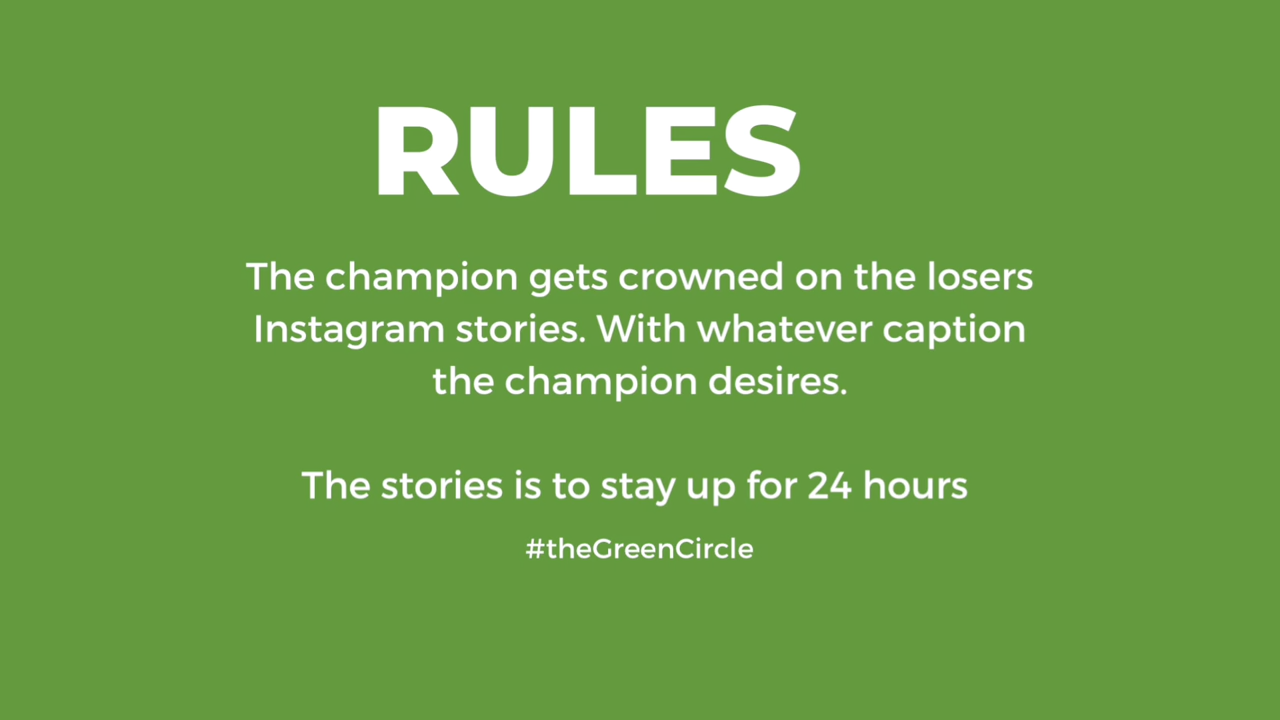 RULES
The champion gets crowned on the losers
Instagram stories. With whatever caption
the champion desires.
The stories is to stay up for 24 hours
#theGreenCircle